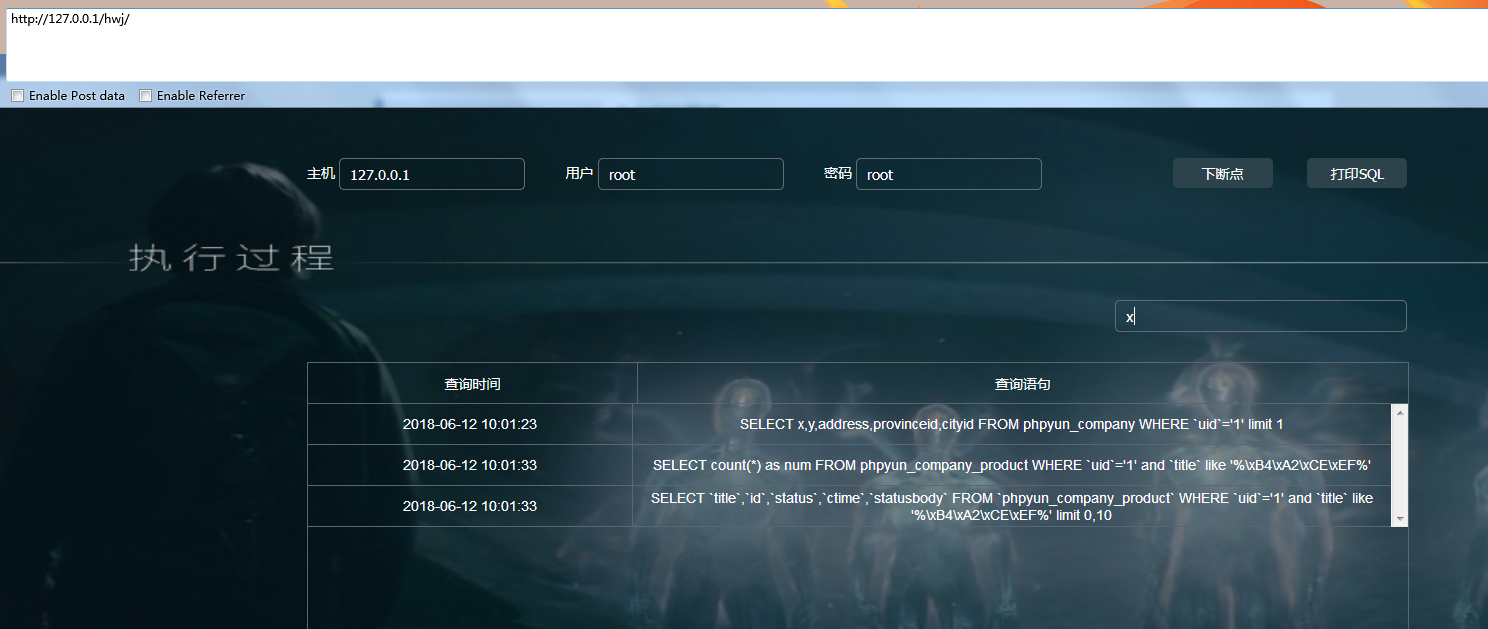 http://127.0.0.1/hwj/
Enable Post data Enable Referrer
主机 127.0.0.1 用户 root 密码 root 下断点 打印SQL
执行过程
x
查询时间 查询语句
2018-06-12 10:01:23 SELECT x,y,address,provinceid,cityid FROM phpyun_company WHERE `uid`='1' limit 1
2018-06-12 10:01:33 SELECT count(*) as num FROM phpyun_company_product WHERE `uid`='1' and `title` like '%\xB4\xA2\xCE\xEF%'
2018-06-12 10:01:33 SELECT `title`,`id`,`status`,`ctime`,`statusbody` FROM `phpyun_company_product` WHERE `uid`='1' and `title` like
'%\xB4\xA2\xCE\xEF%' limit 0,10